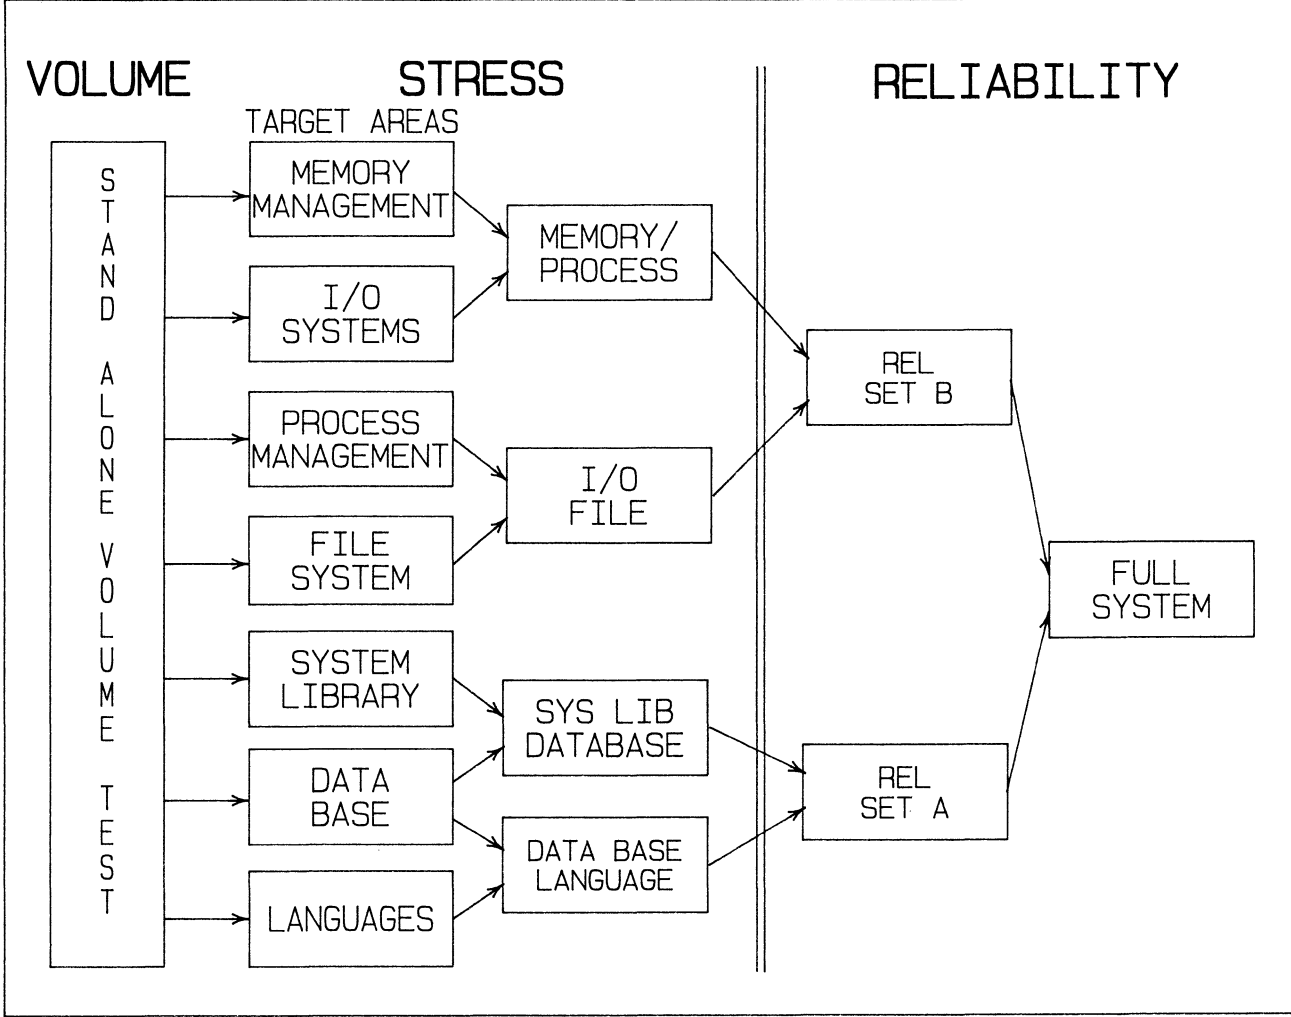 VOLUME
STRESS
RELIABILITY
TARGET AREAS
STAND ALONE VOLUME TEST
MEMORY
MANAGEMENT
I/O
SYSTEMS
PROCESS
MANAGEMENT
FILE
SYSTEM
SYSTEM
LIBRARY
DATA
BASE
LANGUAGES
MEMORY/
PROCESS
I/O
FILE
SYS LIB
DATABASE
DATA BASE
LANGUAGE
REL
SET B
REL
SET A
FULL
SYSTEM